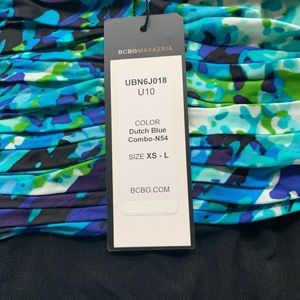 BCBGMAXAZRIA
UBN6J018
U10
COLOR
Dutch Blue
Combo-N54
SIZE XS - L
BCBG.COM